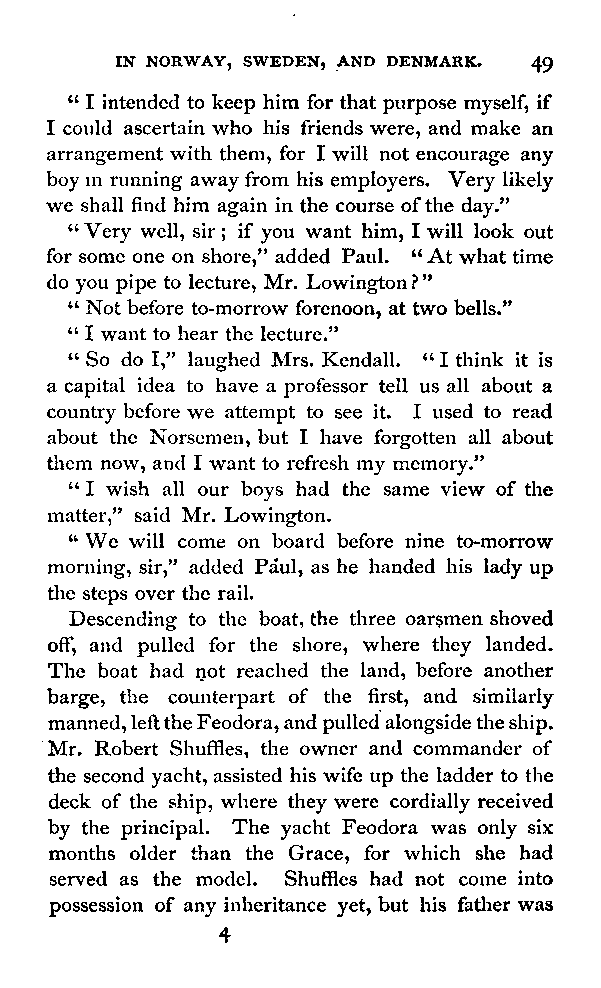 IN NORWAY, SWEDEN, AND DENMARK. 49
“ I intended to keep him for that purpose myself, if
I could ascertain who his friends were, and make an
arrangement with them, for I will not encourage any
boy in running away from his employers. Very likely
we shall find him again in the course of the day.”
“ Very well, sir ; if you want him, I will look out
for some one on shore,” added Paul. “ At what time
do you pipe to lecture, Mr. Lowington ? ”
“ Not before to-morrow forenoon, at two bells.”
“ I want to hear the lecture.”
“ So do I,” laughed Mrs. Kendall. “ I think it is
a capital idea to have a professor tell us all about a
country before we attempt to see it. I used to read
about the Norsemen, but I have forgotten all about
them now, and I want to refresh my memory.”
“ I wish all our boys had the same view of the
matter,” said Mr. Lowington.
“ We will come on board before nine to-morrow
morning, sir,” added Paul, as he handed his lady up
the steps over the rail.
Descending to the boat, the three oarsmen shoved
off, and pulled for the shore, where they landed.
The boat had not reached the land, before another
barge, the counterpart of the first, and similarly
manned, left the Feodora, and pulled alongside the ship.
Mr. Robert Shuffles, the owner and commander of
the second yacht, assisted his wife up the ladder to the
deck of the ship, where they were cordially received
by the principal. The yacht Feodora was only six
months older than the Grace, for which she had
served as the model. Shuffles had not come into
possession of any inheritance yet, but his father was
4